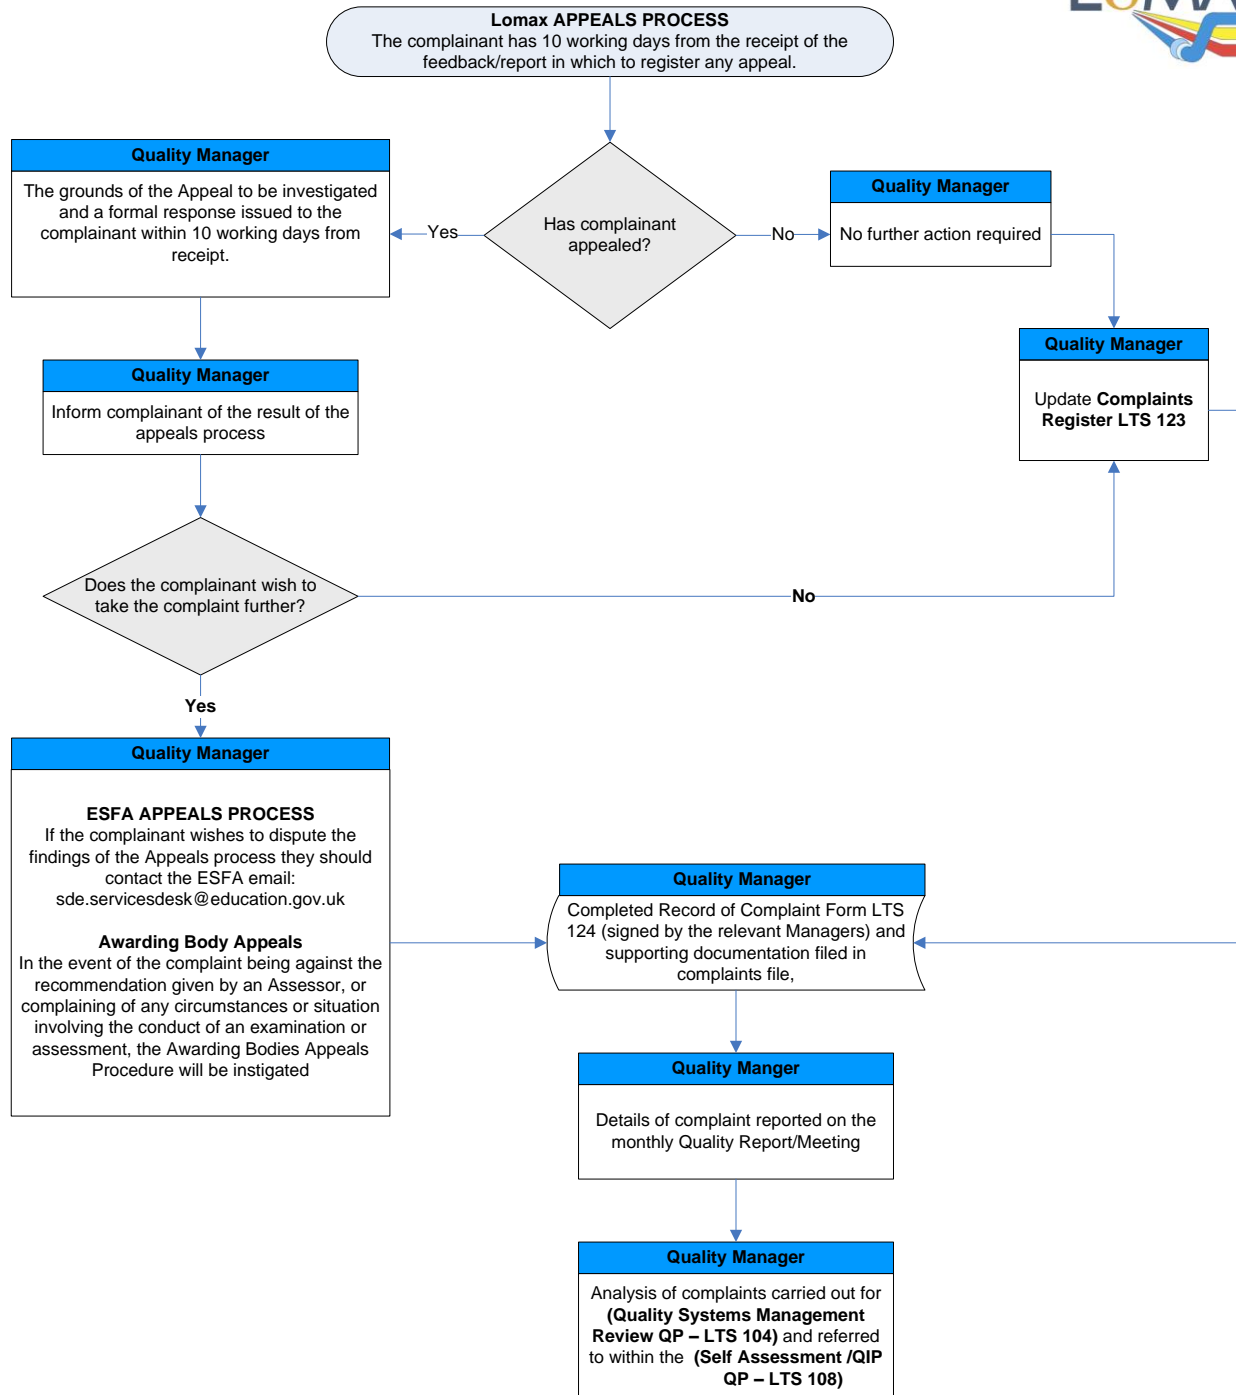 LOMA
Lomax APPEALS PROCESS
The complainant has 10 working days from the receipt of the
feedback/report in which to register any appeal.
Quality Manager
The grounds of the Appeal to be investigated
and a formal response issued to the
complainant within 10 working days from
receipt.
Yes
Has complainant
appealed?
No
Quality Manager
No further action required
Quality Manager
Update Complaints
Register LTS 123
Quality Manager
Inform complainant of the result of the
appeals process
Does the complainant wish to
take the complaint further?
No
Yes
Quality Manager
ESFA APPEALS PROCESS
If the complainant wishes to dispute the
findings of the Appeals process they should
contact the ESFA email:
sde.servicesdesk@education.gov.uk
Awarding Body Appeals
In the event of the complaint being against the
recommendation given by an Assessor, or
complaining of any circumstances or situation
involving the conduct of an examination or
assessment, the Awarding Bodies Appeals
Procedure will be instigated
Quality Manager
Completed Record of Complaint Form LTS
124 (signed by the relevant Managers) and
supporting documentation filed in
complaints file,
Quality Manger
Details of complaint reported on the
monthly Quality Report/Meeting
Quality Manager
Analysis of complaints carried out for
(Quality Systems Management
Review QP – LTS 104) and referred
to within the (Self Assessment /QIP
QP – LTS 108)